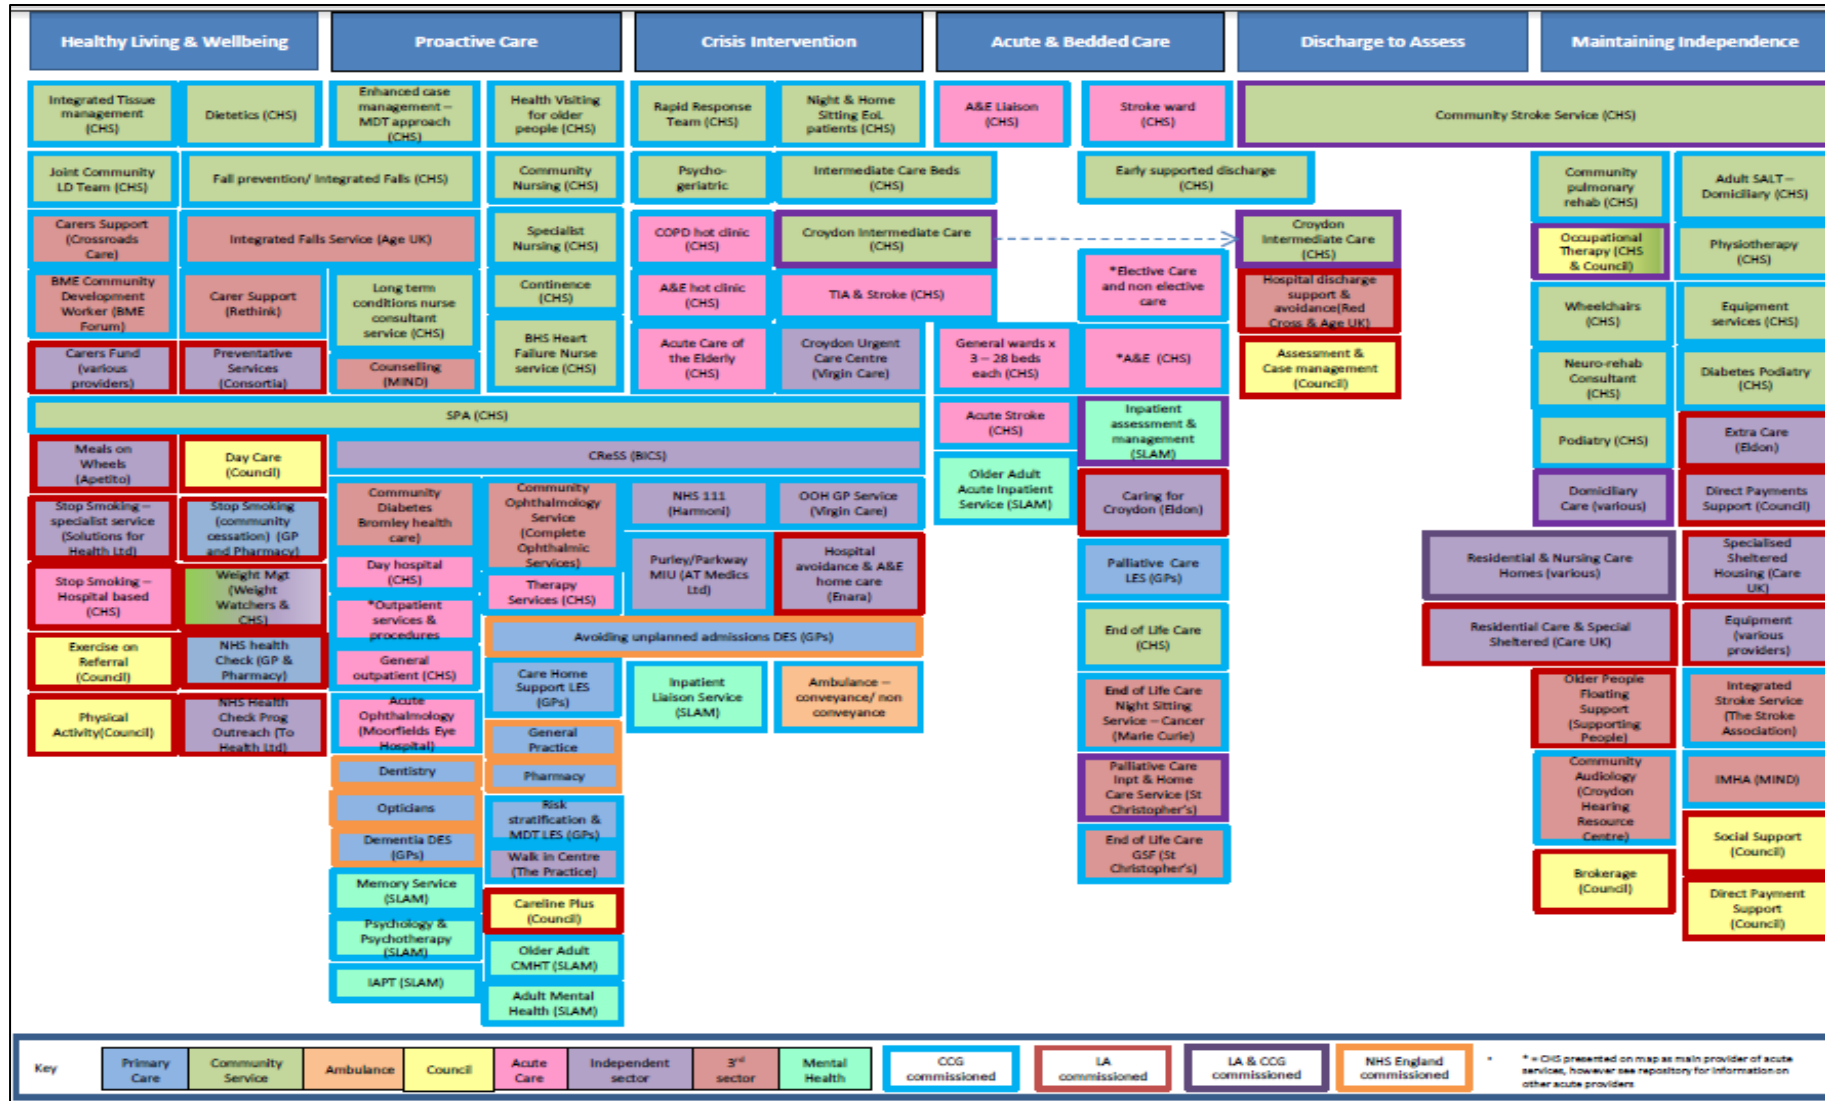 Healthy Living & Wellbeing
Proactive Care
Crisis Intervention
Acute & Bedded Care
Discharge to Assess
Maintaining Independence
Integrated Tissue
management
(CHS)
Dietetics (CHS)
Enhanced case
management –
MDT approach
(CHS)
Health Visiting
for older
people (CHS)
Rapid Response
Team (CHS)
Night & Home
Sitting EoL
patients (CHS)
A&E Liaison
(CHS)
Stroke ward
(CHS)
Community Stroke Service (CHS)
Joint Community
LD Team (CHS)
Fall prevention/ Integrated Falls (CHS)
Community
Nursing (CHS)
Psycho-
geriatric
Intermediate Care Beds
(CHS)
Early supported discharge
(CHS)
Community
pulmonary
rehab (CHS)
Adult SALT –
Domiciliary (CHS)
Carers Support
(Crossroads
Care)
Integrated Falls Service (Age UK)
Specialist
Nursing (CHS)
COPD hot clinic
(CHS)
Croydon Intermediate Care
(CHS)
Croydon
Intermediate Care
(CHS)
Occupational
Therapy (CHS
& Council)
Physiotherapy
(CHS)
BME Community
Development
Worker (BME
Forum)
Carer Support
(Rethink)
Long term
conditions nurse
consultant
service (CHS)
Continence
(CHS)
A&E hot clinic
(CHS)
TIA & Stroke (CHS)
*Elective Care
and non elective
care
Hospital discharge
support &
avoidance(Red
Cross & Age UK)
Wheelchairs
(CHS)
Equipment
services (CHS)
Carers Fund
(various
providers)
Preventative
Services
(Consortia)
Counselling
(MIND)
BHS Heart
Failure Nurse
service (CHS)
Acute Care of
the Elderly
(CHS)
Croydon Urgent
Care Centre
(Virgin Care)
General wards x
3 – 28 beds
each (CHS)
*A&E (CHS)
Assessment &
Case management
(Council)
Neuro-rehab
Consultant
(CHS)
Diabetes Podiatry
(CHS)
SPA (CHS)
Acute Stroke
(CHS)
Inpatient
assessment &
management
(SLAM)
Podiatry (CHS)
Extra Care
(Eldon)
Meals on
Wheels
(Apetito)
Day Care
(Council)
CReSS (BICS)
Older Adult
Acute Inpatient
Service (SLAM)
Caring for
Croydon (Eldon)
Domiciliary
Care (various)
Direct Payments
Support (Council)
Stop Smoking –
specialist service
(Solutions for
Health Ltd)
Stop Smoking
(community
cessation) (GP
and Pharmacy)
Community
Diabetes
Bromley health
care)
Community
Ophthalmology
Service
(Complete
Ophthalmic
Services)
NHS 111
(Harmoni)
OOH GP Service
(Virgin Care)
Palliative Care
LES (GPs)
Residential & Nursing Care
Homes (various)
Specialised
Sheltered
Housing (Care
UK)
Stop Smoking –
Hospital based
(CHS)
Weight Mgt
(Weight
Watchers &
CHS)
Day hospital
(CHS)
Therapy
Services (CHS)
Purley/Parkway
MIU (AT Medics
Ltd)
Hospital
avoidance & A&E
home care
(Enara)
End of Life Care
(CHS)
Residential Care & Special
Sheltered (Care UK)
Equipment
(various
providers)
Exercise on
Referral
(Council)
NHS health
Check (GP &
Pharmacy)
*Outpatient
services &
procedures
Avoiding unplanned admissions DES (GPs)
General
outpatient (CHS)
Care Home
Support LES
(GPs)
Inpatient
Liaison Service
(SLAM)
Ambulance –
conveyance/ non
conveyance
End of Life Care
Night Sitting
Service – Cancer
(Marie Curie)
Older People
Floating
Support
(Supporting
People)
Integrated
Stroke Service
(The Stroke
Association)
Physical
Activity(Council)
NHS Health
Check Prog
Outreach (To
Health Ltd)
Acute
Ophthalmology
(Moorfields Eye
Hospital)
General
Practice
Palliative Care
Inpt & Home
Care Service (St
Christopher's)
Community
Audiology
(Croydon
Hearing
Resource
Centre)
IMHA (MIND)
Dentistry
Pharmacy
Opticians
Risk
stratification &
MDT LES (GPs)
End of Life Care
GSF (St
Christopher's)
Social Support
(Council)
Dementia DES
(GPs)
Walk in Centre
(The Practice)
Brokerage
(Council)
Direct Payment
Support
(Council)
Memory Service
(SLAM)
Careline Plus
(Council)
Psychology &
Psychotherapy
(SLAM)
Older Adult
CMHT (SLAM)
IAPT (SLAM)
Adult Mental
Health (SLAM)
Key
Primary
Care
Community
Service
Ambulance
Council
Acute
Care
Independent
sector
3rd
sector
Mental
Health
CCG
commissioned
LA
commissioned
LA & CCG
commissioned
NHS England
commissioned
*
* = CHS presented on map as main provider of acute
services, however see repository for information on
other acute providers